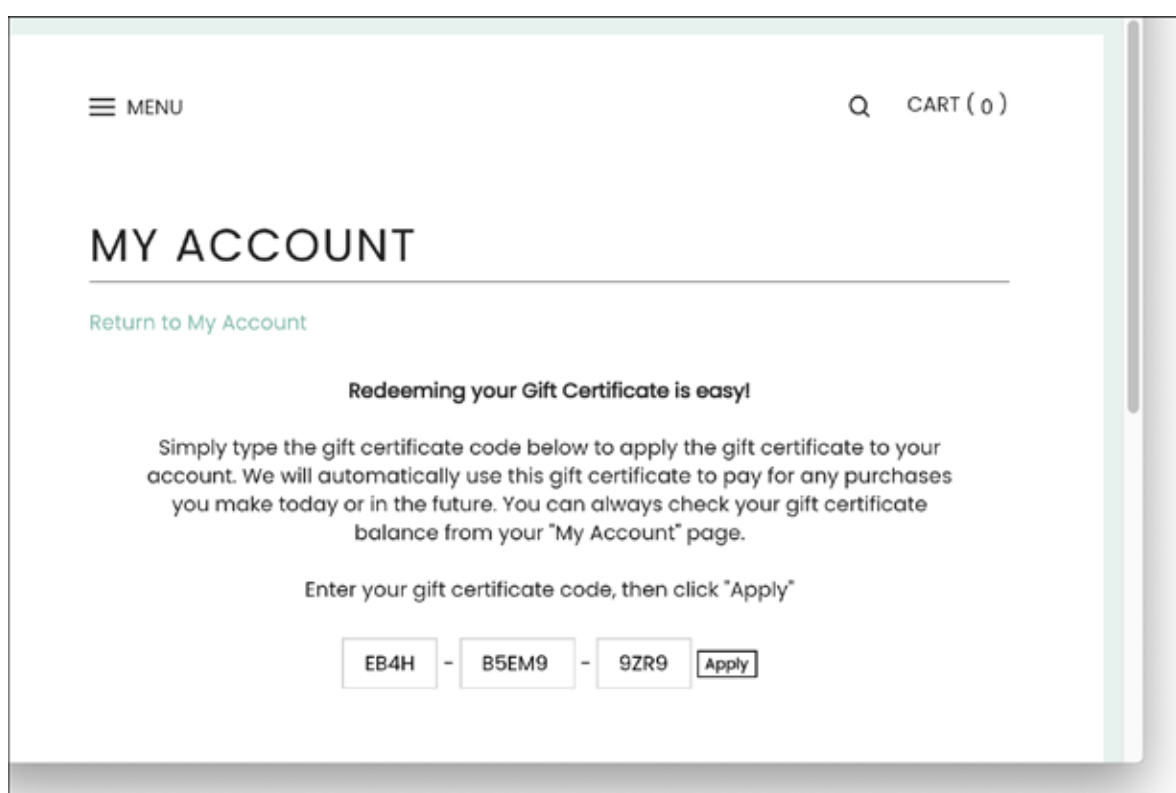 MENU
CART ( 0 )
MY ACCOUNT
Return to My Account
Redeeming your Gift Certificate is easy!
Simply type the gift certificate code below to apply the gift certificate to your
account. We will automatically use this gift certificate to pay for any purchases
you make today or in the future. You can always check your gift certificate
balance from your "My Account" page.
Enter your gift certificate code, then click "Apply"
EB4H - B5EM9 - 9ZR9 Apply